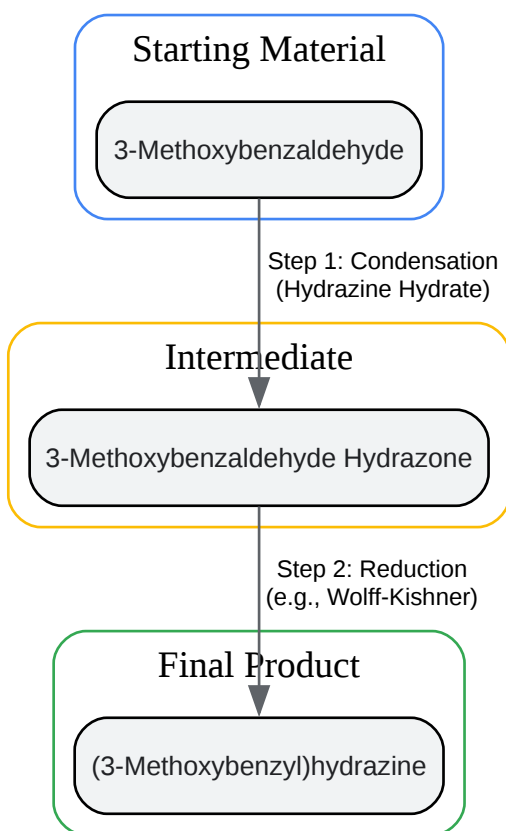 Starting Material
3-Methoxybenzaldehyde
Step 1: Condensation
(Hydrazine Hydrate)
Intermediate
3-Methoxybenzaldehyde Hydrazone
Step 2: Reduction
(e.g., Wolff-Kishner)
Final Product
(3-Methoxybenzyl)hydrazine